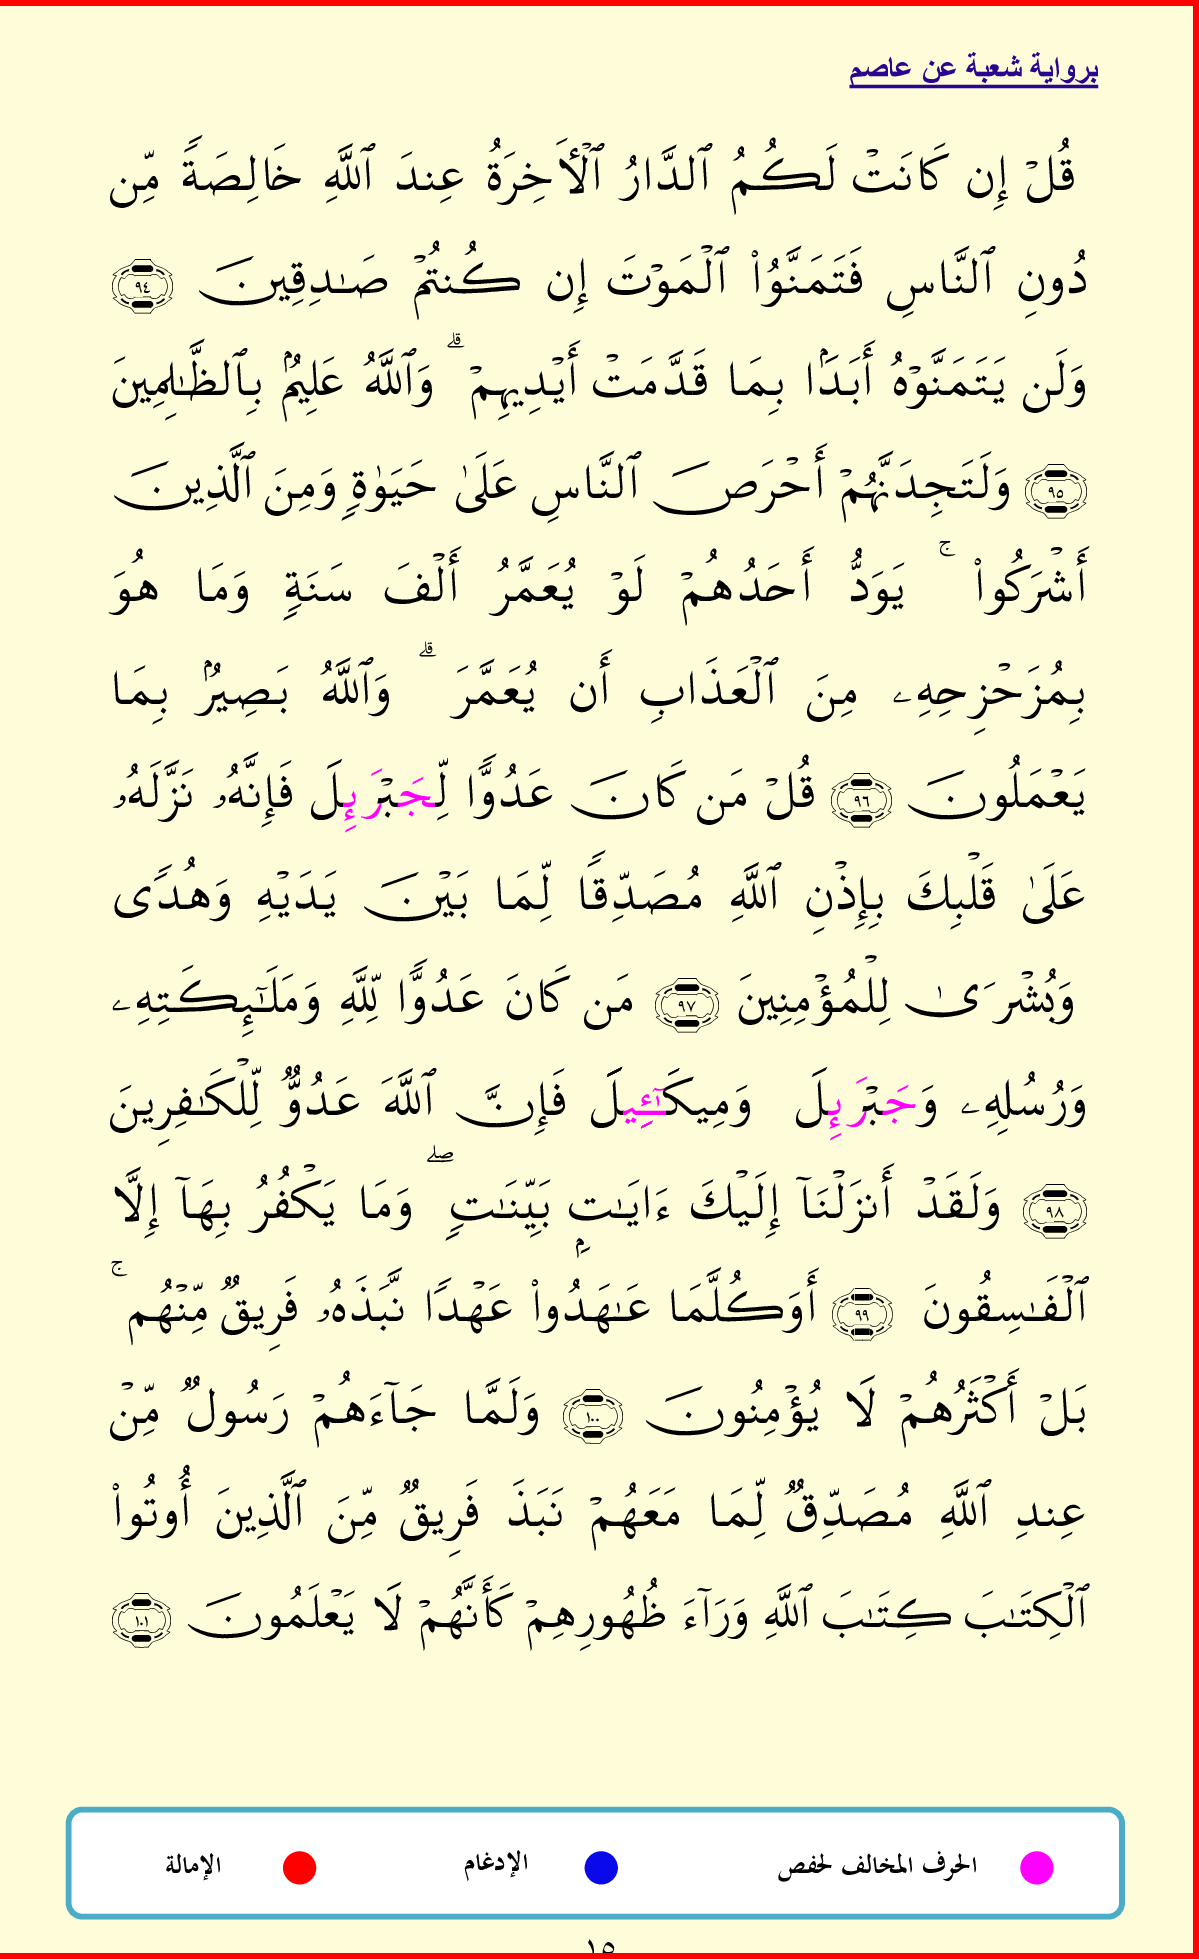 برواية شعبة عن عاصم
قُلۡ إِن كَانَتۡ لَكُمُ ٱلدَّارُ ٱلۡأَخِرَةُ عِندَ ٱللَّهِ خَالِصَةً مِّن
دُونِ ٱلنَّاسِ فَتَمَنَّوُاْ ٱلۡمَوۡتَ إِن كُنتُمۡ صَٰدِقِينَ ٩٤
وَلَن يَتَمَنَّوۡهُ أَبَدَۢا بِمَا قَدَّمَتۡ أَيۡدِيهِمۡۗ وَٱللَّهُ عَلِيمُۢ بِٱلظَّٰلِمِينَ
٩٥ وَلَتَجِدَنَّهُمۡ أَحۡرَصَ ٱلنَّاسِ عَلَىٰ حَيَوٰةٖ وَمِنَ ٱلَّذِينَ
أَشۡرَكُواْۚ يَوَدُّ أَحَدُهُمۡ لَوۡ يُعَمَّرُ أَلۡفَ سَنَةٖ وَمَا هُوَ
بِمُزَحۡزِحِهِۦ مِنَ ٱلۡعَذَابِ أَن يُعَمَّرَۗ وَٱللَّهُ بَصِيرُۢ بِمَا
يَعۡمَلُونَ ٩٦ قُلۡ مَن كَانَ عَدُوّٗا لِّجَبۡرَئِلَ فَإِنَّهُۥ نَزَّلَهُۥ
عَلَىٰ قَلۡبِكَ بِإِذۡنِ ٱللَّهِ مُصَدِّقٗا لِّمَا بَيۡنَ يَدَيۡهِ وَهُدٗى
وَبُشۡرَىٰ لِلۡمُؤۡمِنِينَ ٩٧ مَن كَانَ عَدُوّٗا لِّلَّهِ وَمَلَٰٓئِكَتِهِۦ
وَرُسُلِهِۦ وَجَبۡرَئِلَ وَمِيكَٰٓئِيلَ فَإِنَّ ٱللَّهَ عَدُوّٞ لِّلۡكَٰفِرِينَ
٩٨ وَلَقَدۡ أَنزَلۡنَآ إِلَيۡكَ ءَايَٰتِۭ بَيِّنَٰتٖۖ وَمَا يَكۡفُرُ بِهَآ إِلَّا
ٱلۡفَٰسِقُونَ ٩٩ أَوَكُلَّمَا عَٰهَدُواْ عَهۡدٗا نَّبَذَهُۥ فَرِيقٞ مِّنۡهُمۚ
بَلۡ أَكۡثَرُهُمۡ لَا يُؤۡمِنُونَ ١٠٠ وَلَمَّا جَآءَهُمۡ رَسُولٞ مِّنۡ
عِندِ ٱللَّهِ مُصَدِّقٞ لِّمَا مَعَهُمۡ نَبَذَ فَرِيقٞ مِّنَ ٱلَّذِينَ أُوتُواْ
ٱلۡكِتَٰبَ كِتَٰبَ ٱللَّهِ وَرَآءَ ظُهُورِهِمۡ كَأَنَّهُمۡ لَا يَعۡلَمُونَ ١٠١
الحرف المخالف لحفص الإدغام الإمالة
١٥